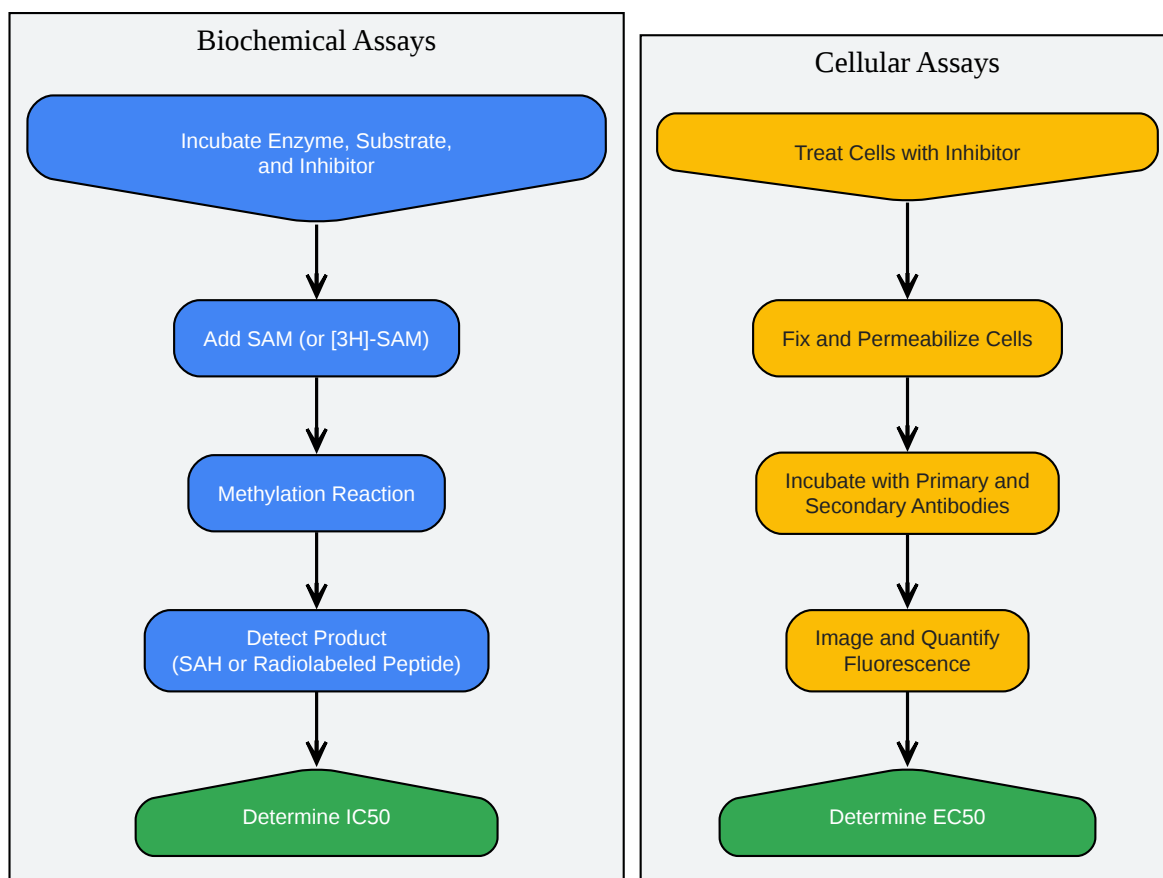 Biochemical Assays
Incubate Enzyme, Substrate,
and Inhibitor
Add SAM (or [3H]-SAM)
Methylation Reaction
Detect Product
(SAH or Radiolabeled Peptide)
Determine IC50
Cellular Assays
Treat Cells with Inhibitor
Fix and Permeabilize Cells
Incubate with Primary and
Secondary Antibodies
Image and Quantify
Fluorescence
Determine EC50